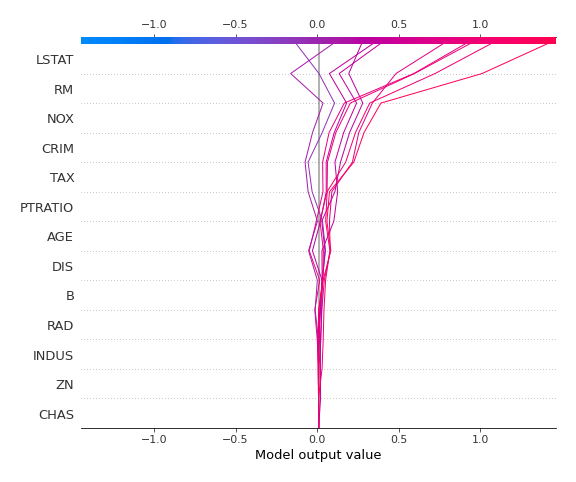 −1.0 −0.5 0.0 0.5 1.0
LSTAT
RM
NOX
CRIM
TAX
PTRATIO
AGE
DIS
B
RAD
INDUS
ZN
CHAS
−1.0 −0.5 0.0 0.5 1.0
Model output value